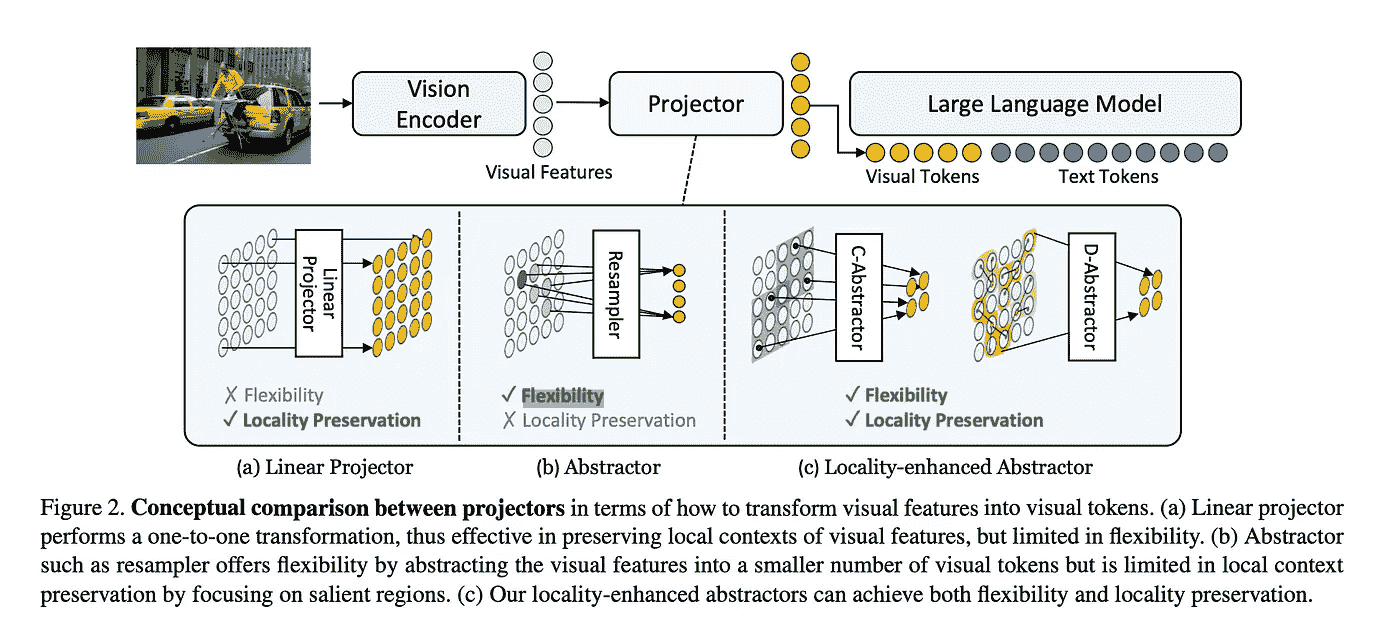 Vision
Encoder
Projector
Large Language Model
Visual Features
Visual Tokens
Text Tokens
Linear
Projector
Resampler
C-Abstractor
D-Abstractor
✗ Flexibility
✓ Locality Preservation
✓ Flexibility
✗ Locality Preservation
✓ Flexibility
✓ Locality Preservation
(a) Linear Projector
(b) Abstractor
(c) Locality-enhanced Abstractor
Figure 2. Conceptual comparison between projectors in terms of how to transform visual features into visual tokens. (a) Linear projector
performs a one-to-one transformation, thus effective in preserving local contexts of visual features, but limited in flexibility. (b) Abstractor
such as resampler offers flexibility by abstracting the visual features into a smaller number of visual tokens but is limited in local context
preservation by focusing on salient regions. (c) Our locality-enhanced abstractors can achieve both flexibility and locality preservation.